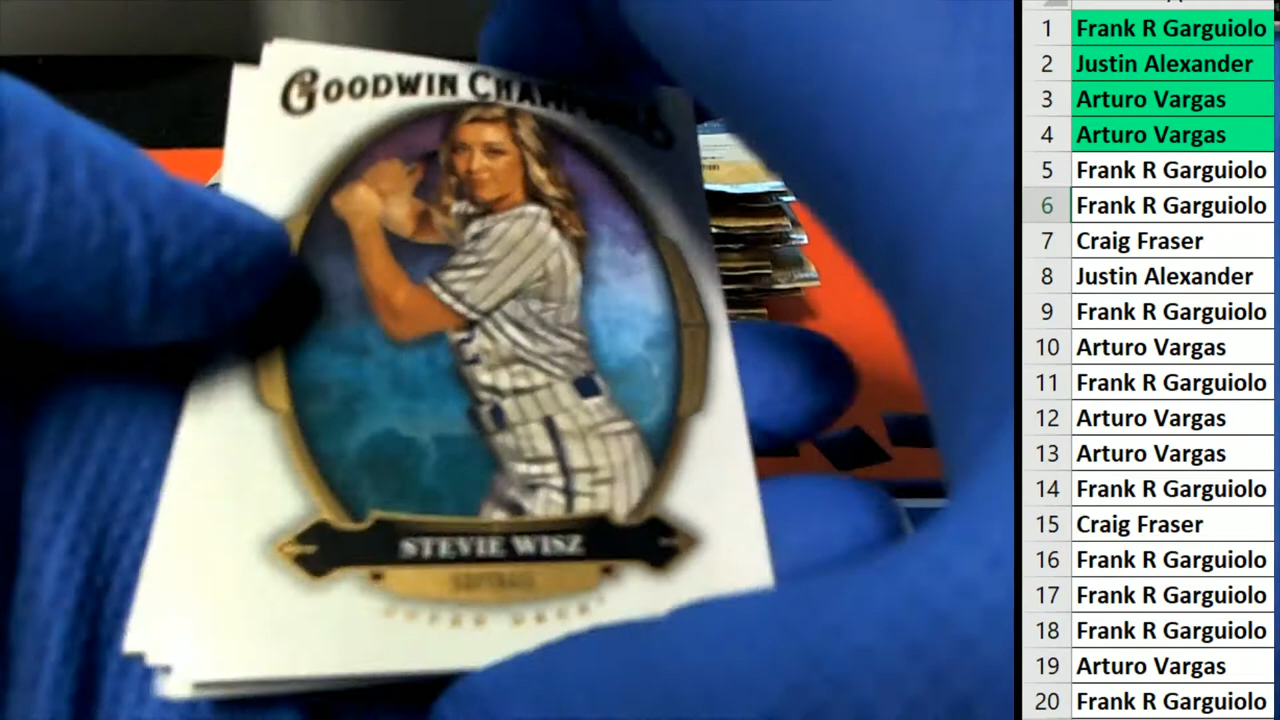 GOODWIN CHAMPIONS
STEVIE WISZ
SOFTBALL
UPPER DECK
1 Frank R Garguiolo
2 Justin Alexander
3 Arturo Vargas
4 Arturo Vargas
5 Frank R Garguiolo
6 Frank R Garguiolo
7 Craig Fraser
8 Justin Alexander
9 Frank R Garguiolo
10 Arturo Vargas
11 Frank R Garguiolo
12 Arturo Vargas
13 Arturo Vargas
14 Frank R Garguiolo
15 Craig Fraser
16 Frank R Garguiolo
17 Frank R Garguiolo
18 Frank R Garguiolo
19 Arturo Vargas
20 Frank R Garguiolo